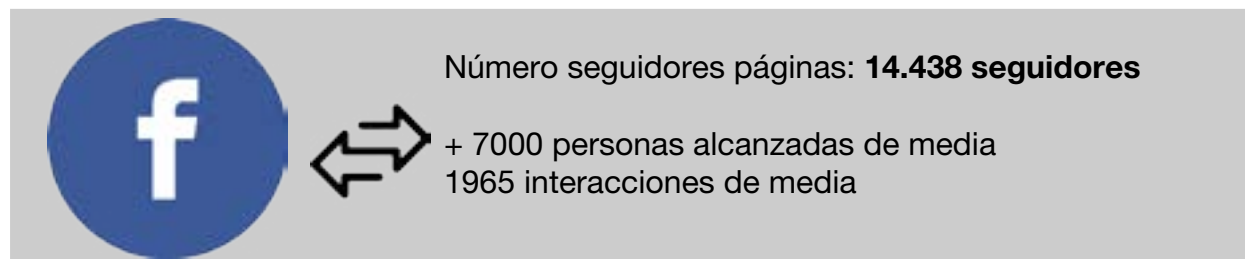 f
Número seguidores páginas: 14.438 seguidores
+ 7000 personas alcanzadas de media
1965 interacciones de media